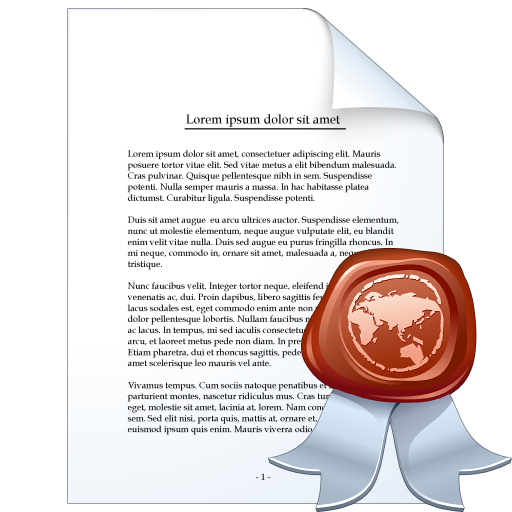 Lorem ipsum dolor sit amet
Lorem ipsum dolor sit amet, consectetuer adipiscing elit. Mauris
posuere tortor vitae elit. Sed vitae metus a elit bibendum malesuada.
Cras pulvinar. Quisque pellentesque nibh in sem. Suspendisse
potenti. Nulla semper mauris a massa. In hac habitasse platea
dictumst. Curabitur ligula. Suspendisse potenti.
Duis sit amet augue eu arcu ultrices auctor. Suspendisse elementum,
nunc ut molestie elementum, neque augue vulputate elit, eu blandit
enim velit vitae nulla. Duis sed augue eu purus fringilla rhoncus. In
mi neque, commodo in, ornare sit amet, malesuada a,
tristique.
Nunc faucibus velit. Integer tortor neque, eleifend
venenatis ac, dui. Proin dapibus, libero sagittis
lacus sodales est, eget commodo enim ante non
dolor pellentesque lobortis. Nullam faucibus
ac lacus. In tempus, mi sed iaculis
arcu, et laoreet metus pede non diam. In
Etiam pharetra, dui et rhoncus sagittis, pede
amet scelerisque leo mauris vel ante.
Vivamus tempus. Cum sociis natoque penatibus et
parturient montes, nascetur ridiculus mus. Cras
eget, molestie sit amet, lacinia at, lorem. Nam
sem. Sed elit nisi, porta quis, mattis at, ornare et,
euismod ipsum quis enim. Mauris viverra odio
- 1 -